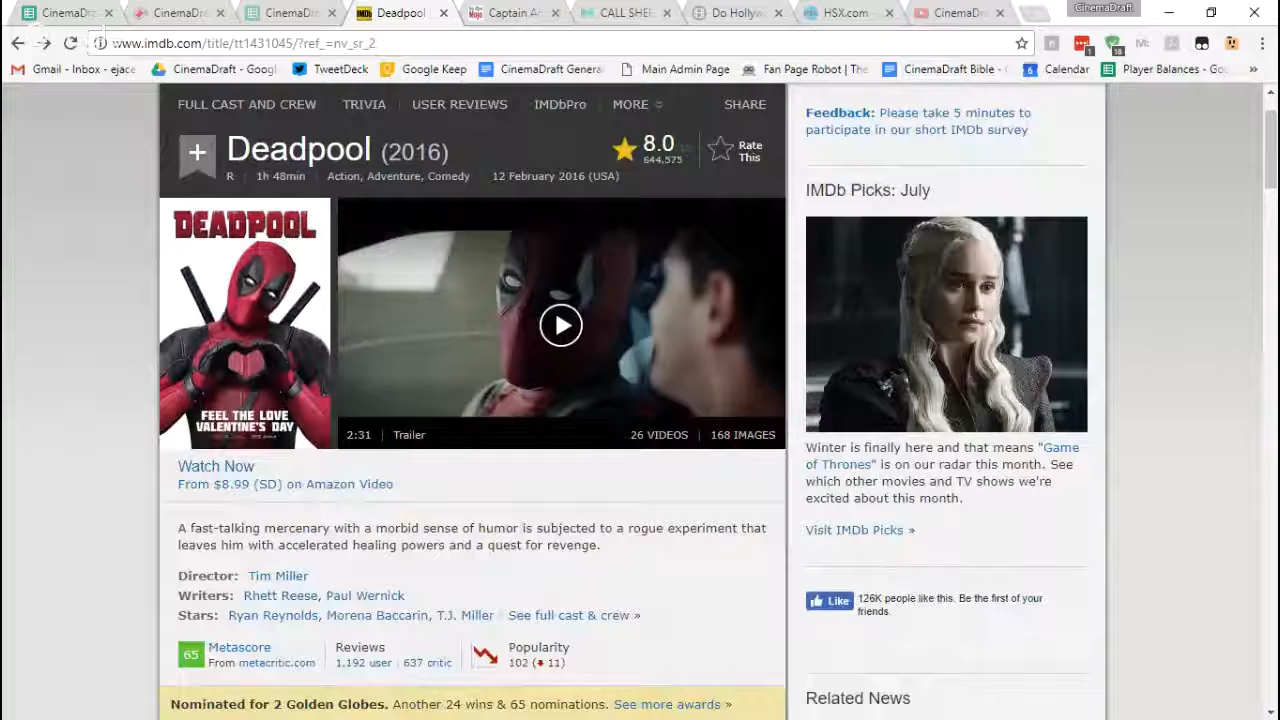 CinemaDra
CinemaDr
CinemaDraft
Deadpool
Captain Am
CALL SHEE
Do Hollyw
HSX.com
CinemaDra
CinemaDraft
www.imdb.com/title/tt1431045/?ref_=nv_sr_2
Gmail - Inbox - ejace
CinemaDraft - Googl
TweetDeck
Google Keep
CinemaDraft Genera
Main Admin Page
Fan Page Robot | The
CinemaDraft Bible - G
Calendar
Player Balances - Goo
FULL CAST AND CREW
TRIVIA
USER REVIEWS
IMDbPro
MORE
SHARE
Deadpool (2016)
8.0
644,575
Rate
This
R
1h 48min
Action, Adventure, Comedy
12 February 2016 (USA)
DEADPOOL
FEEL THE LOVE
VALENTINE'S DAY
2:31
Trailer
26 VIDEOS
168 IMAGES
Watch Now
From $8.99 (SD) on Amazon Video
A fast-talking mercenary with a morbid sense of humor is subjected to a rogue experiment that
leaves him with accelerated healing powers and a quest for revenge.
Director: Tim Miller
Writers: Rhett Reese, Paul Wernick
Stars: Ryan Reynolds, Morena Baccarin, T.J. Miller
See full cast & crew »
65
Metascore
From metacritic.com
Reviews
1,192 user
637 critic
Popularity
102 (11)
Nominated for 2 Golden Globes. Another 24 wins & 65 nominations. See more awards »
Feedback: Please take 5 minutes to
participate in our short IMDb survey
IMDb Picks: July
Winter is finally here and that means "Game
of Thrones" is on our radar this month. See
which other movies and TV shows we're
excited about this month.
Visit IMDb Picks »
Like
126K people like this. Be the first of your
friends.
Related News